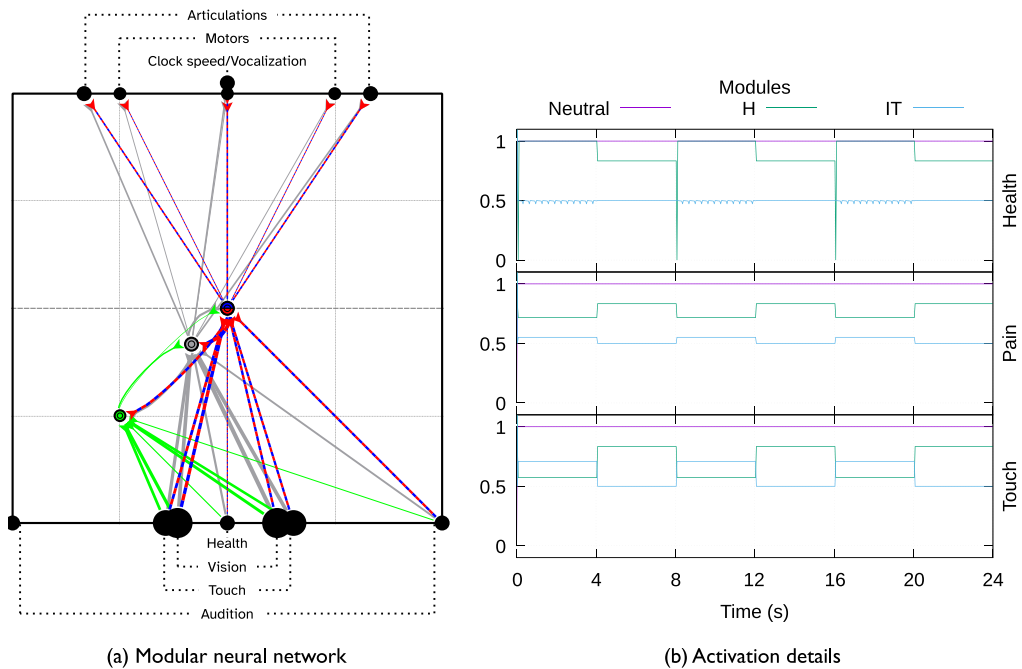 Articulations
Motors
Clock speed/Vocalization
Health
Vision
Touch
Audition
(a) Modular neural network
Modules
Neutral H IT
1
0.5
0
Health
1
0.5
0
Pain
1
0.5
0
Touch
0 4 8 12 16 20 24
Time (s)
(b) Activation details